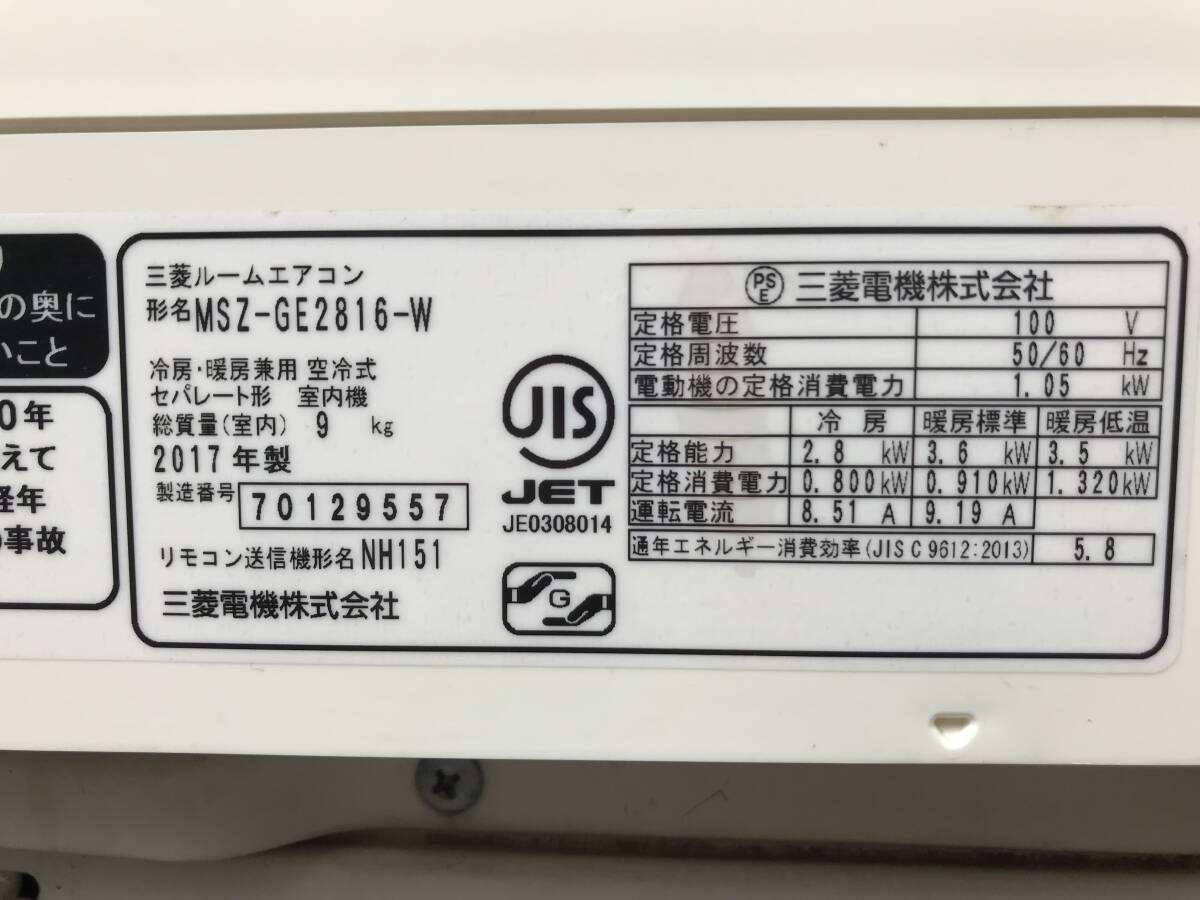 の奥に
いこと
0年
えて
経年
の事故
三菱ルームエアコン
形名 MSZ-GE2816-W
冷房・暖房兼用 空冷式
セパレート形 室内機
総質量(室内) 9 kg
2017年製
製造番号 70129557
リモコン送信機形名 NH151
三菱電機株式会社
JIS
JET
JE0308014
G
PS E 三菱電機株式会社
定格電圧 100 V
定格周波数 50/60 Hz
電動機の定格消費電力 1.05 kW
冷房 暖房標準 暖房低温
定格能力 2.8 kW 3.6 kW 3.5 kW
定格消費電力 0.800kW 0.910kW 1.320kW
運転電流 8.51 A 9.19 A
通年エネルギー消費効率(JIS C 9612:2013) 5.8